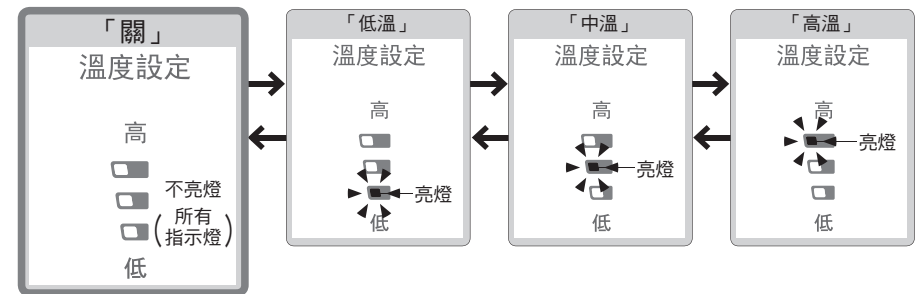 「關」
溫度設定
高
不亮燈
(所有
指示燈)
低
「低溫」
溫度設定
高
亮燈
低
「中溫」
溫度設定
高
亮燈
低
「高溫」
溫度設定
高
亮燈
低